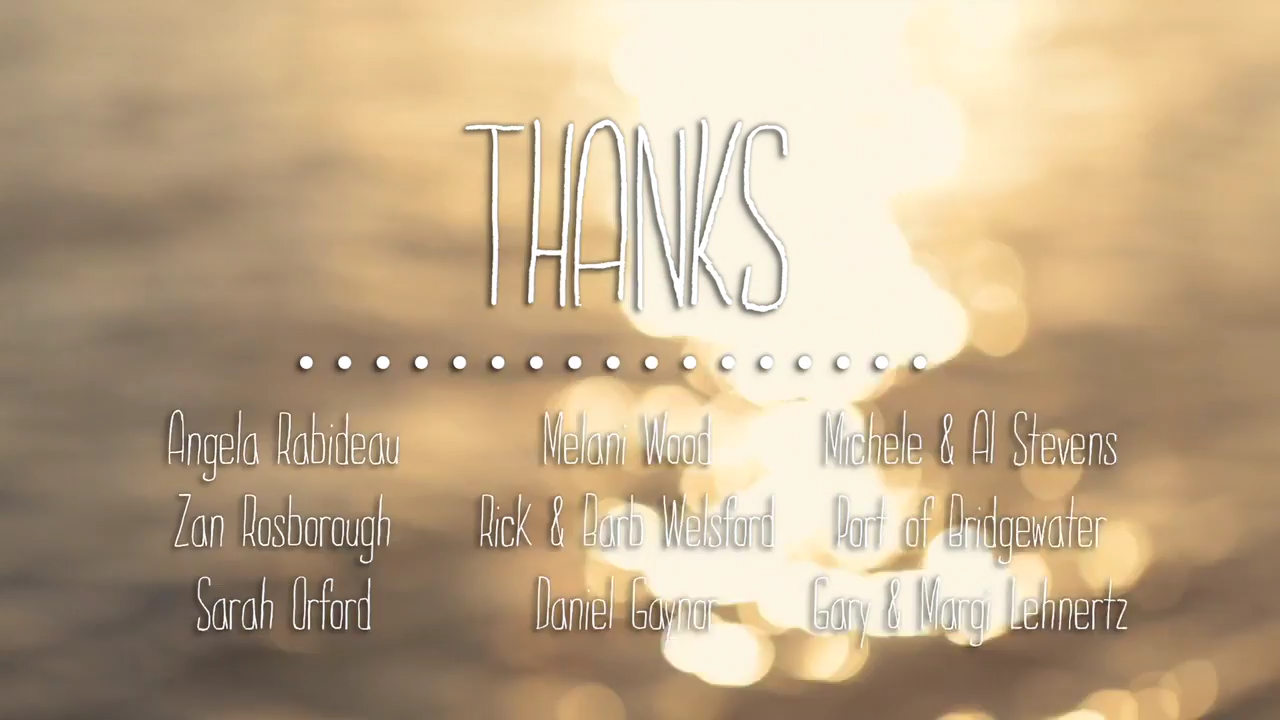 THANKS
Angela Rabideau Melani Wood Michele & Al Stevens
Zan Rosborough Rick & Barb Welsford Port of Bridgewater
Sarah Orford Daniel Gaynor Gary & Margi Lehnertz